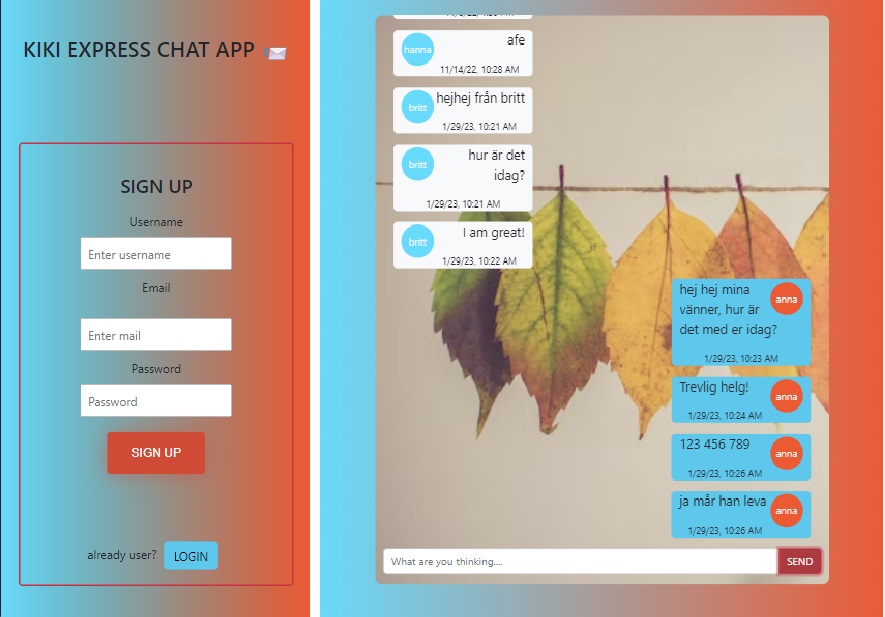 KIKI EXPRESS CHAT APP
SIGN UP
Username
Enter username
Email
Enter mail
Password
Password
SIGN UP
already user? LOGIN
afe
hanna
11/14/22, 10:28 AM
hejhej från britt
britt
1/29/23, 10:21 AM
hur är det
idag?
britt
1/29/23, 10:21 AM
I am great!
britt
1/29/23, 10:22 AM
hej hej mina
vänner, hur är
det med er idag?
anna
1/29/23, 10:23 AM
Trevlig helg!
anna
1/29/23, 10:24 AM
123 456 789
anna
1/29/23, 10:26 AM
ja mår han leva
anna
1/29/23, 10:26 AM
What are you thinking....
SEND